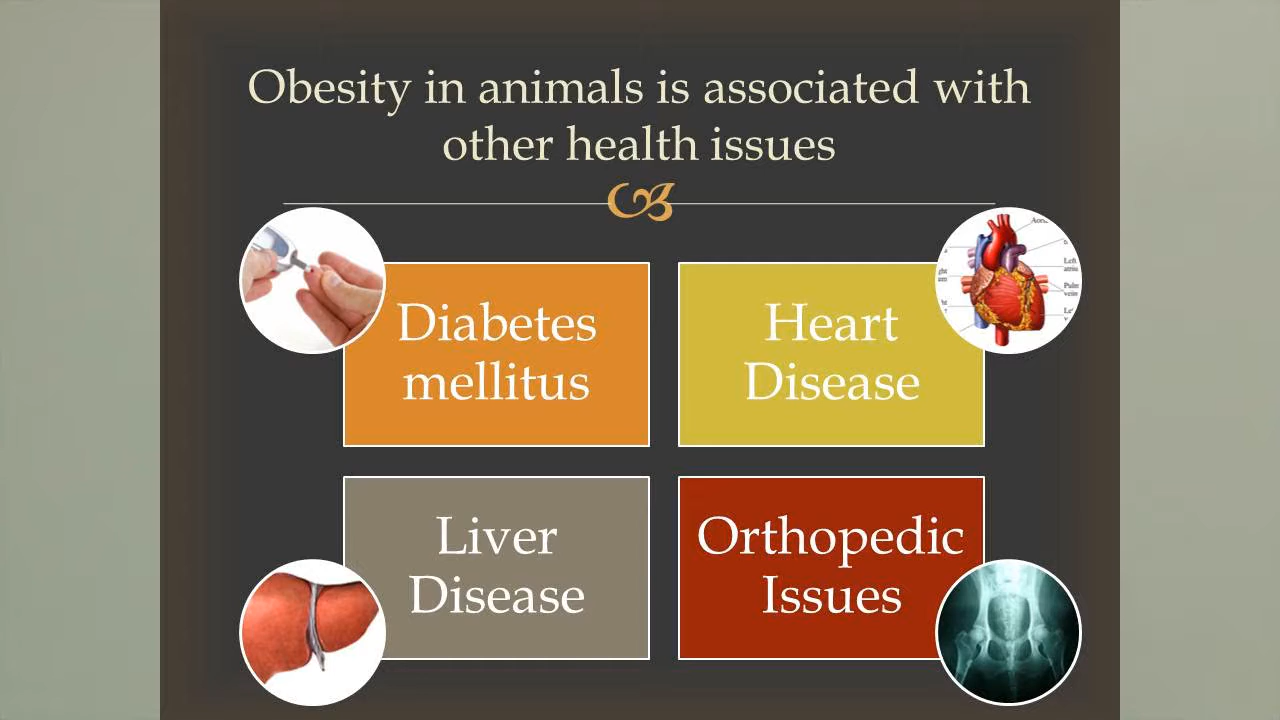 Obesity in animals is associated with
other health issues
Diabetes
mellitus
Heart
Disease
Liver
Disease
Orthopedic
Issues